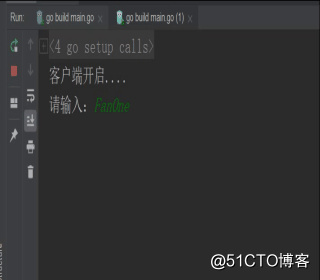 Run: go build main.go go build main.go (1)
<4 go setup calls>
客户端开启....
请输入：FanOne
@51CTO博客